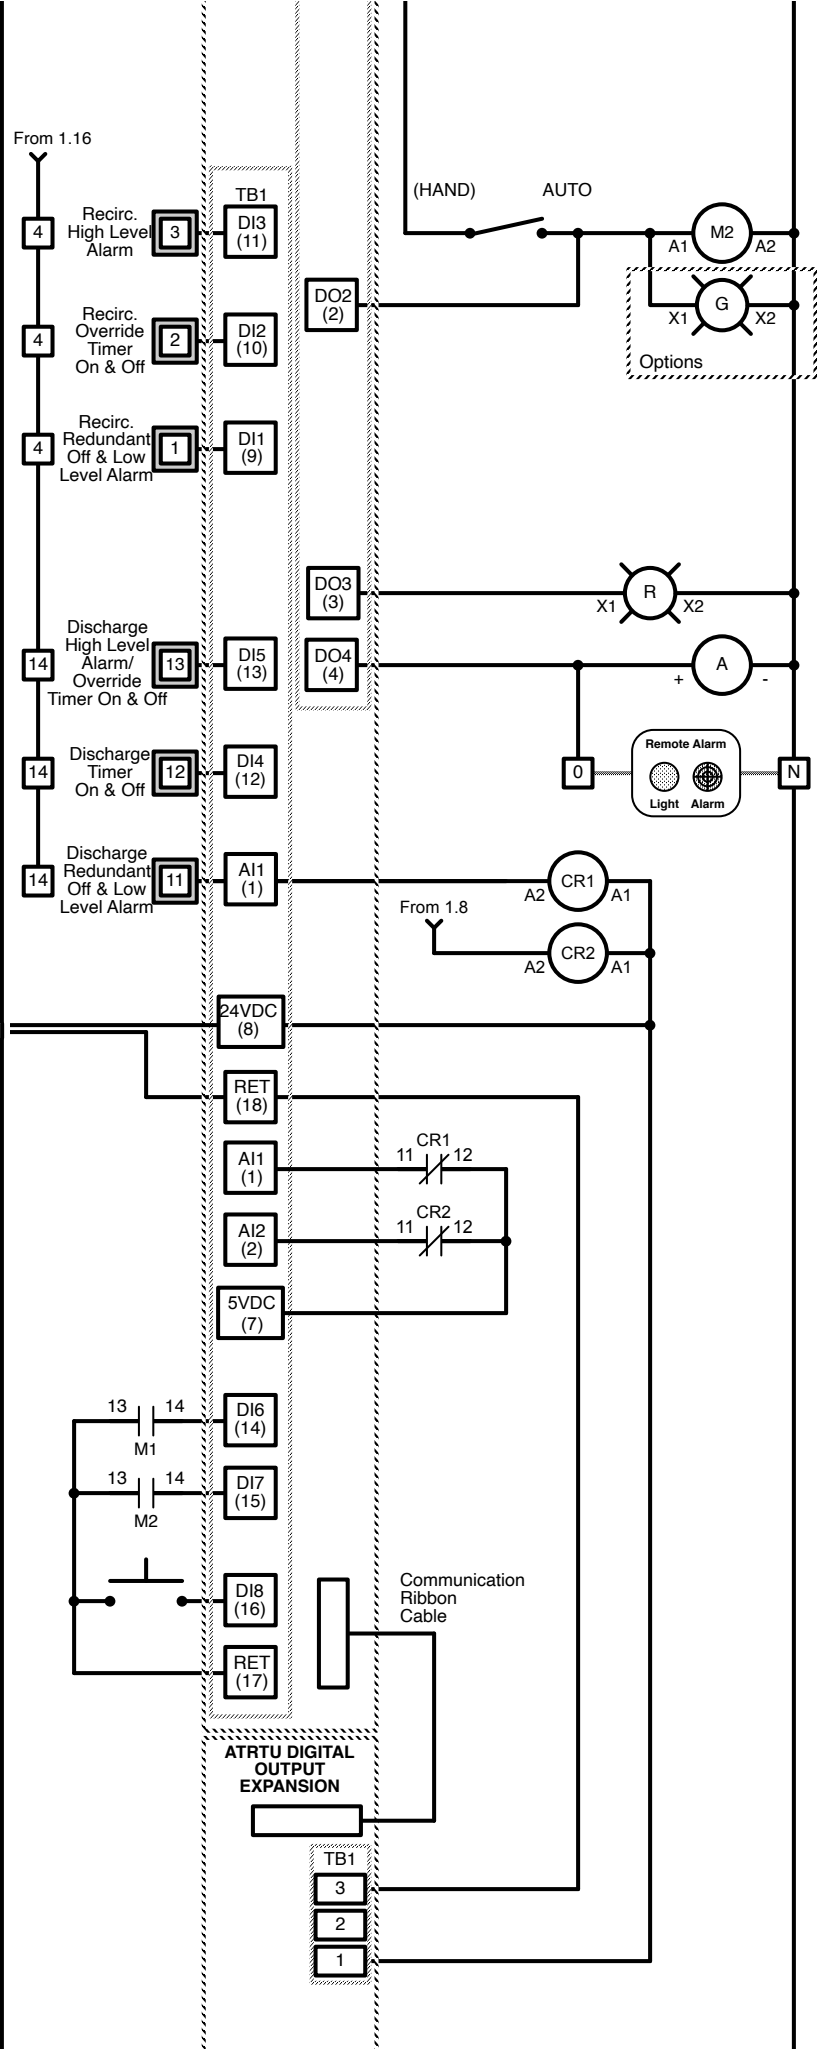 From 1.16
(HAND)
AUTO
TB1
4
Recirc.
High Level
Alarm
3
DI3
(11)
M2
A1
A2
DO2
(2)
G
X1
X2
Options
4
Recirc.
Override
Timer
On & Off
2
DI2
(10)
4
Recirc.
Redundant
Off & Low
Level Alarm
1
DI1
(9)
DO3
(3)
R
X1
X2
14
Discharge
High Level
Alarm/
Override
Timer On & Off
13
DI5
(13)
DO4
(4)
A
+
-
14
Discharge
Timer
On & Off
12
DI4
(12)
0
Remote Alarm
Light
Alarm
N
14
Discharge
Redundant
Off & Low
Level Alarm
11
AI1
(1)
CR1
A2
A1
From 1.8
CR2
A2
A1
24VDC
(8)
RET
(18)
AI1
(1)
CR1
11
12
AI2
(2)
CR2
11
12
5VDC
(7)
13
14
M1
DI6
(14)
13
14
M2
DI7
(15)
DI8
(16)
Communication
Ribbon
Cable
RET
(17)
ATRTU DIGITAL
OUTPUT
EXPANSION
TB1
3
2
1